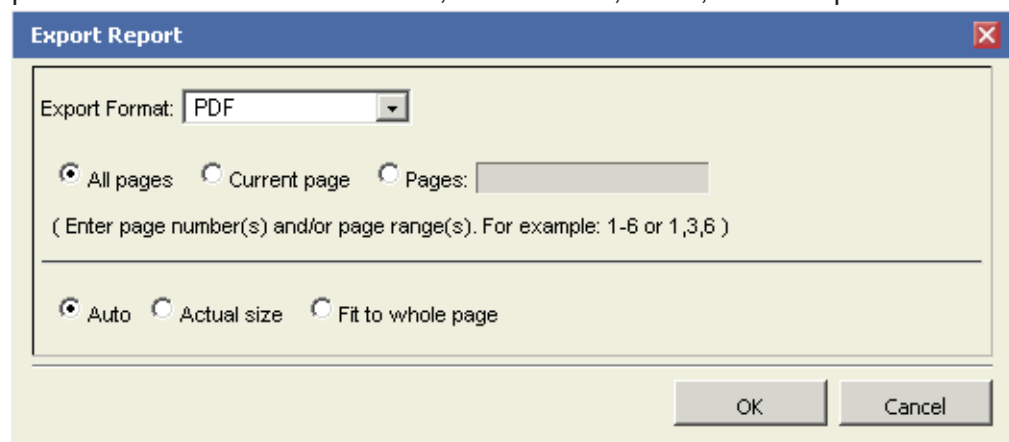 Export Report
Export Format: PDF
All pages Current page Pages:
( Enter page number(s) and/or page range(s). For example: 1-6 or 1,3,6 )
Auto Actual size Fit to whole page
OK Cancel